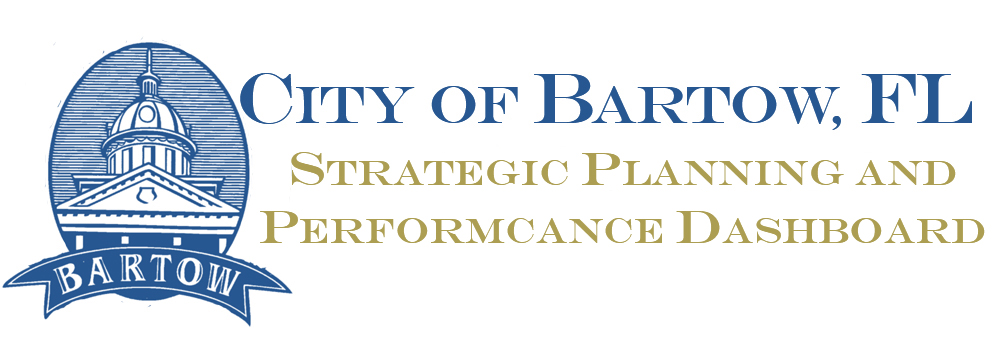 City of Bartow, FL
Strategic Planning and
Performcance Dashboard
BARTOW